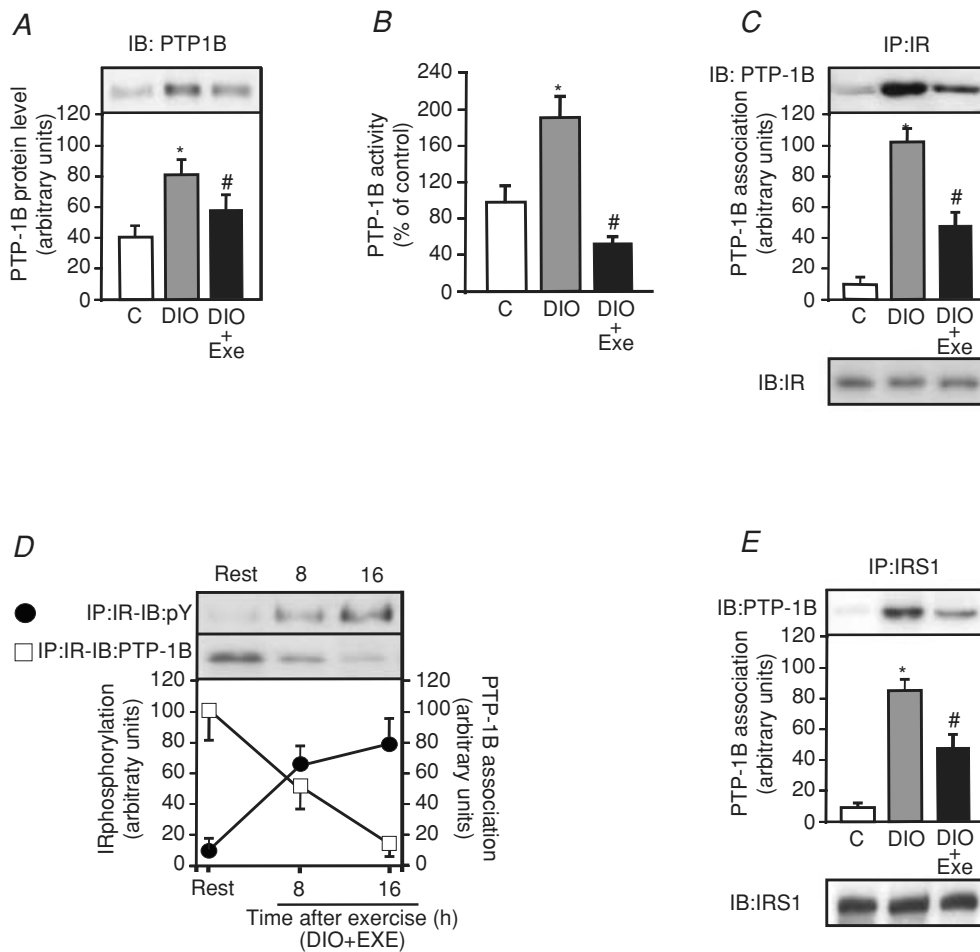 A
IB: PTP1B
PTP-1B protein level
(arbitrary units)
120
100
80
60
40
20
0
C
DIO
DIO
+
Exe
B
PTP-1B activity
(% of control)
240
200
160
120
80
40
0
*
#
C
DIO
DIO
+
Exe
C
IP:IR
IB: PTP-1B
PTP-1B association
(arbitrary units)
120
100
80
60
40
20
0
*
#
C
DIO
DIO
+
Exe
IB:IR
D
Rest 8 16
IP:IR-IB:pY
IP:IR-IB:PTP-1B
IRphosphorylation
(arbitraty units)
120
100
80
60
40
20
0
120
100
80
60
40
20
0
PTP-1B association
(arbitrary units)
Rest 8 16
Time after exercise (h)
(DIO+EXE)
E
IP:IRS1
IB:PTP-1B
PTP-1B association
(arbitrary units)
120
100
80
60
40
20
0
*
#
C
DIO
DIO
+
Exe
IB:IRS1